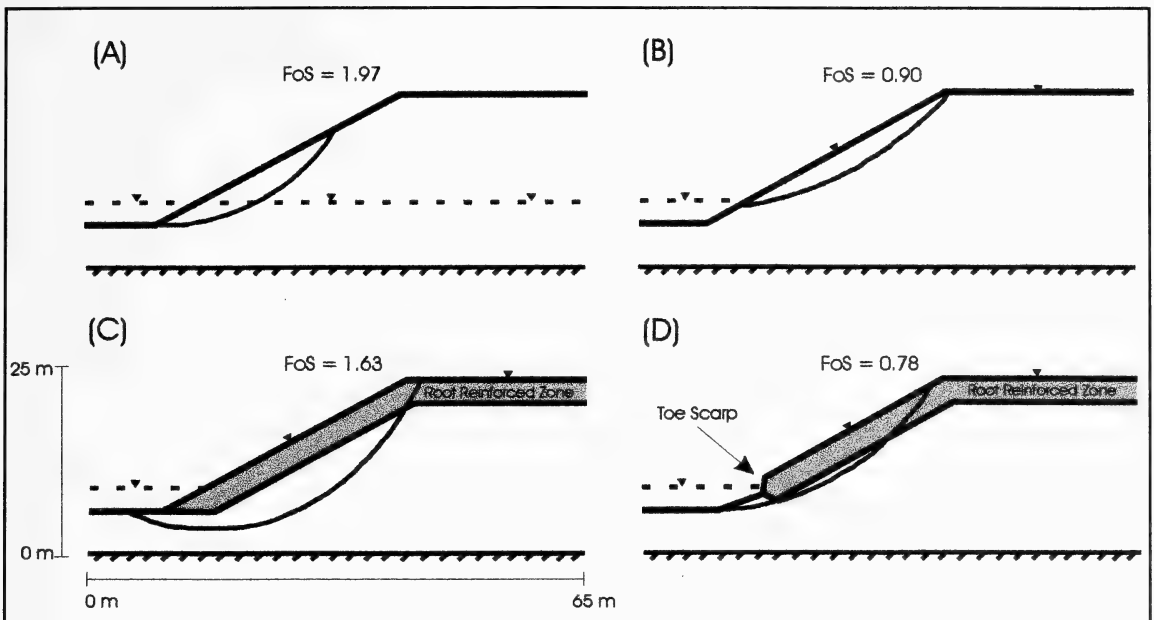 (A)
FoS = 1.97
(B)
FoS = 0.90
(C)
FoS = 1.63
25 m
Root Reinforced Zone
0 m
0 m
65 m
(D)
FoS = 0.78
Root Reinforced Zone
Toe Scarp